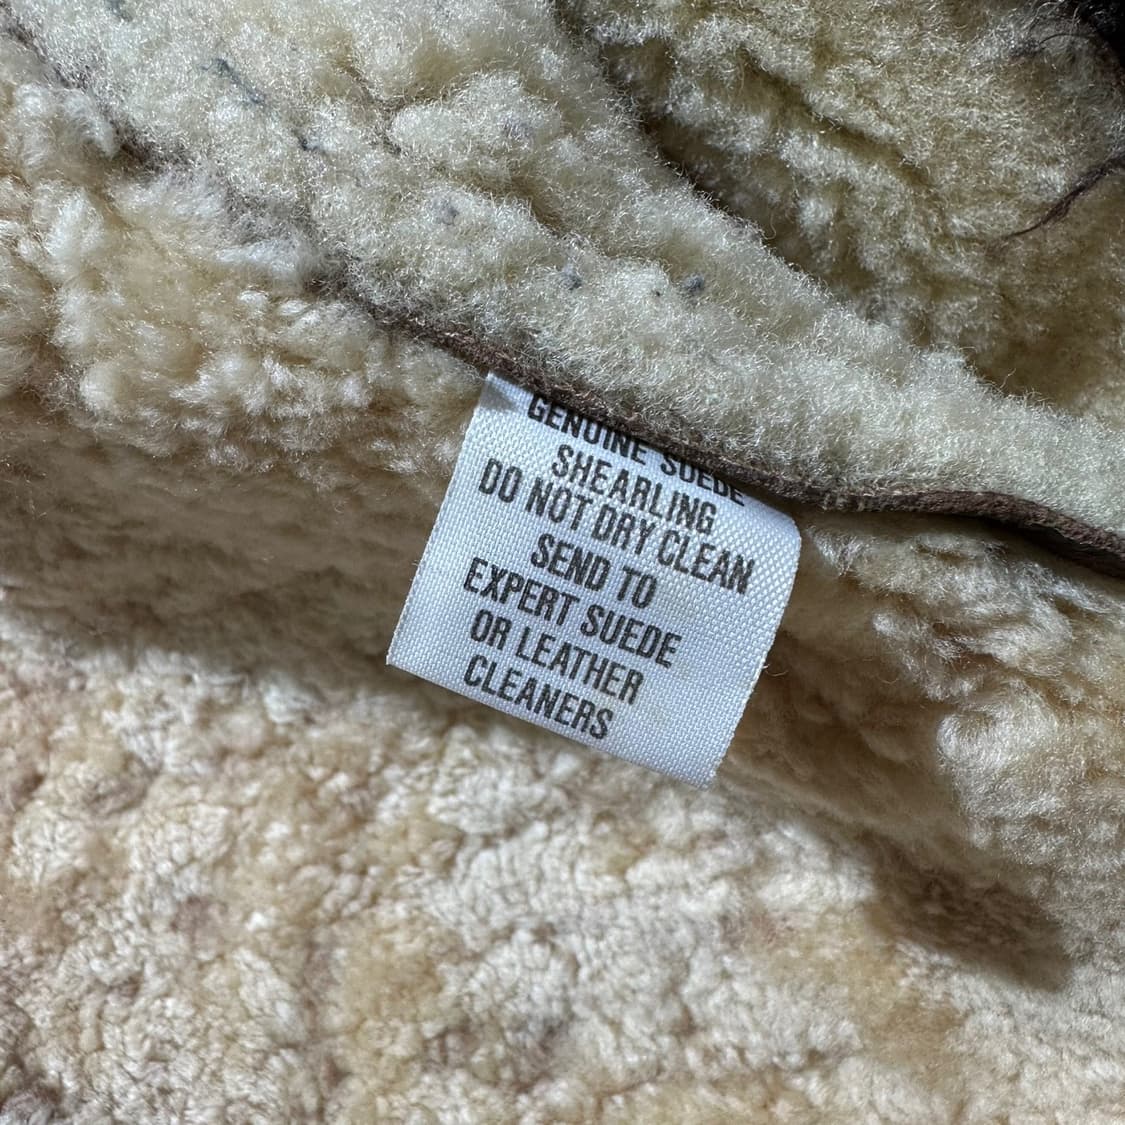 GENUINE SUEDE
SHEARLING
DO NOT DRY CLEAN
SEND TO
EXPERT SUEDE
OR LEATHER
CLEANERS